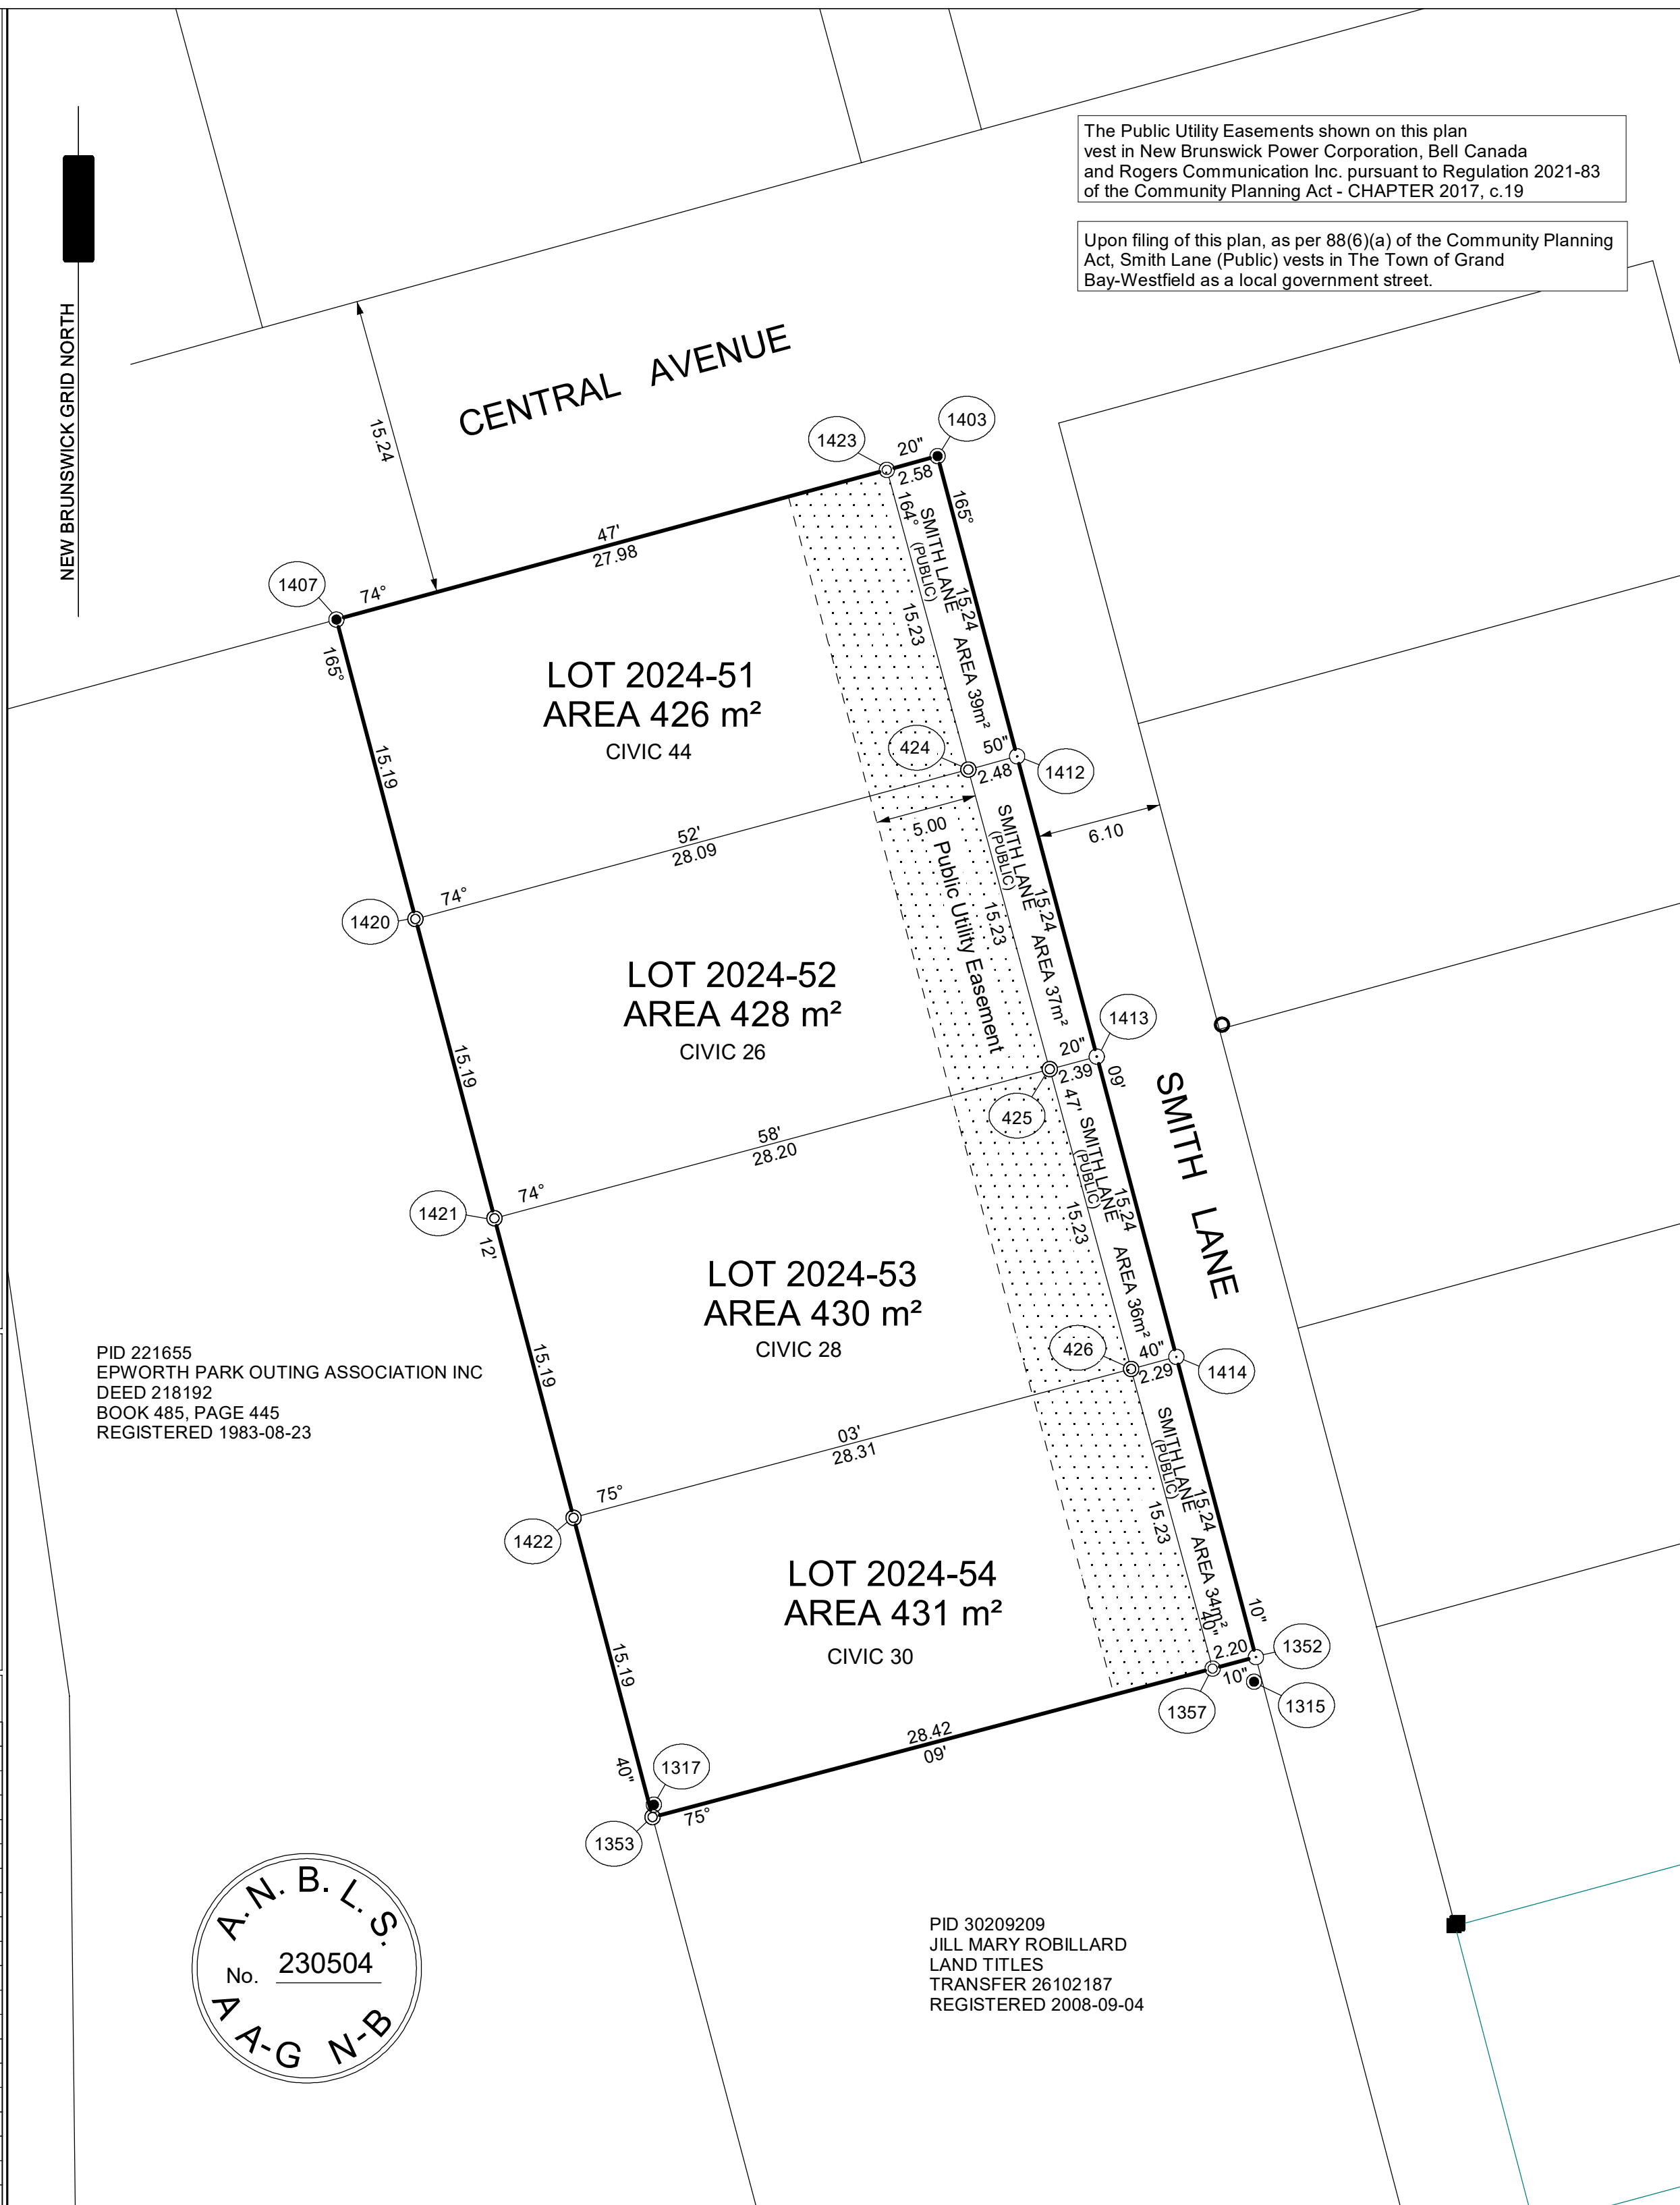 The Public Utility Easements shown on this plan
vest in New Brunswick Power Corporation, Bell Canada
and Rogers Communication Inc. pursuant to Regulation 2021-83
of the Community Planning Act - CHAPTER 2017, c.19
Upon filing of this plan, as per 88(6)(a) of the Community Planning
Act, Smith Lane (Public) vests in The Town of Grand
Bay-Westfield as a local government street.
NEW BRUNSWICK GRID NORTH
CENTRAL AVENUE
15.24
1423
1403
20"
2.58
47'
27.98
1407
74°
165°
164°
165°
SMITH LANE
(PUBLIC)
15.23
15.24
AREA 39m²
LOT 2024-51
AREA 426 m²
CIVIC 44
15.19
424
50"
2.48
1412
5.00
6.10
52'
28.09
74°
1420
Public Utility Easement
SMITH LANE
(PUBLIC)
15.23
15.24
AREA 37m²
LOT 2024-52
AREA 428 m²
CIVIC 26
15.19
1413
20"
2.39
09'
425
47'
58'
28.20
74°
1421
12'
SMITH LANE
(PUBLIC)
15.23
15.24
AREA 36m²
SMITH LANE
LOT 2024-53
AREA 430 m²
CIVIC 28
15.19
426
40"
2.29
1414
03'
28.31
75°
1422
SMITH LANE
(PUBLIC)
15.23
15.24
AREA 34m²
LOT 2024-54
AREA 431 m²
CIVIC 30
15.19
40"
10"
2.20
10"
1352
1315
1357
28.42
09'
40"
1317
75°
1353
PID 221655
EPWORTH PARK OUTING ASSOCIATION INC
DEED 218192
BOOK 485, PAGE 445
REGISTERED 1983-08-23
A.N.B.L.S.
No. 230504
A A-G N-B
PID 30209209
JILL MARY ROBILLARD
LAND TITLES
TRANSFER 26102187
REGISTERED 2008-09-04